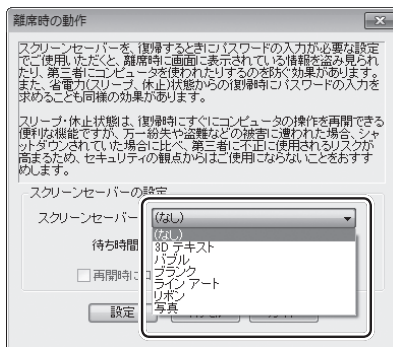 離席時の動作
スクリーンセーバーを、復帰するときにパスワードの入力が必要な設定
でご使用いただくと、離席時に画面に表示されている情報を盗み見られ
たり、第三者にコンピュータを使われたりするのを防ぐ効果があります。
また、省電力(スリープ、休止)状態からの復帰時にパスワードの入力を
求めることも同様の効果があります。
スリープ・休止状態は、復帰時にすぐにコンピュータの操作を再開できる
便利な機能ですが、万一紛失や盗難などの被害に遭われた場合、シャ
ットダウンされていた場合に比べ、第三者に不正に使用されるリスクが
高まるため、セキュリティの観点からはご使用にならないことをおすす
めします。
スクリーンセーバーの設定
スクリーンセーバー (なし)
(なし)
待ち時間 3D テキスト
バブル
ブランク
再開時に ライン アート
リボン
設定 写真